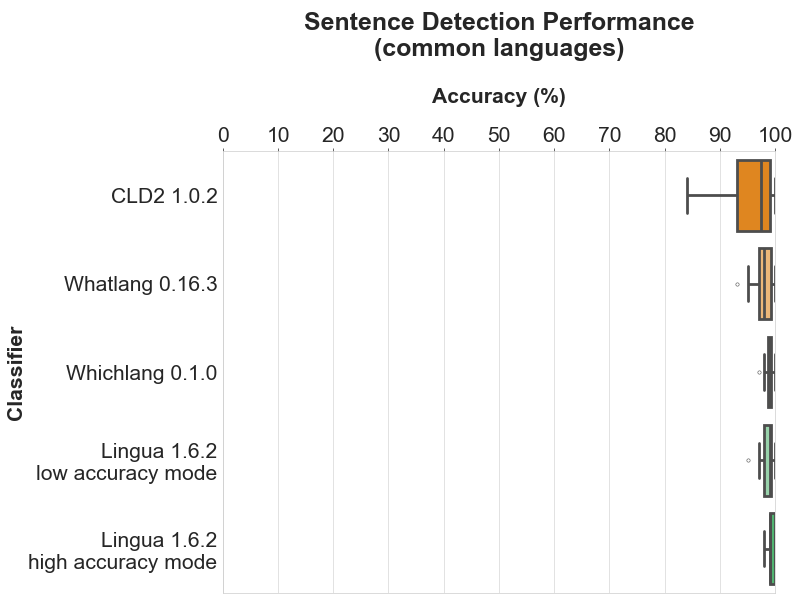 Sentence Detection Performance
(common languages)
Accuracy (%)
0 10 20 30 40 50 60 70 80 90 100
Classifier
CLD2 1.0.2
Whatlang 0.16.3
Whichlang 0.1.0
Lingua 1.6.2
low accuracy mode
Lingua 1.6.2
high accuracy mode